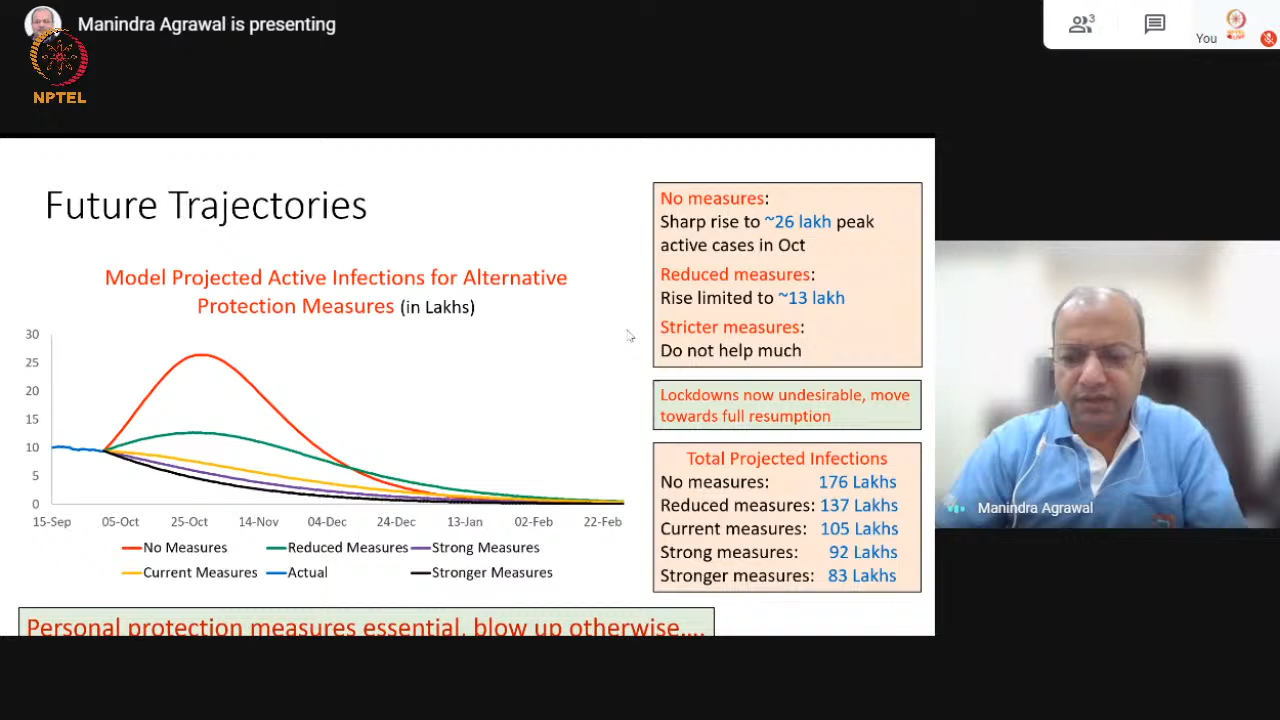 Manindra Agrawal is presenting
3
You
NPTEL
Future Trajectories
Model Projected Active Infections for Alternative
Protection Measures (in Lakhs)
30
25
20
15
10
5
0
15-Sep 05-Oct 25-Oct 14-Nov 04-Dec 24-Dec 13-Jan 02-Feb 22-Feb
No Measures Reduced Measures Strong Measures
Current Measures Actual Stronger Measures
No measures:
Sharp rise to ~26 lakh peak
active cases in Oct
Reduced measures:
Rise limited to ~13 lakh
Stricter measures:
Do not help much
Lockdowns now undesirable, move
towards full resumption
Total Projected Infections
No measures: 176 Lakhs
Reduced measures: 137 Lakhs
Current measures: 105 Lakhs
Strong measures: 92 Lakhs
Stronger measures: 83 Lakhs
Personal protection measures essential, blow up otherwise....
Manindra Agrawal